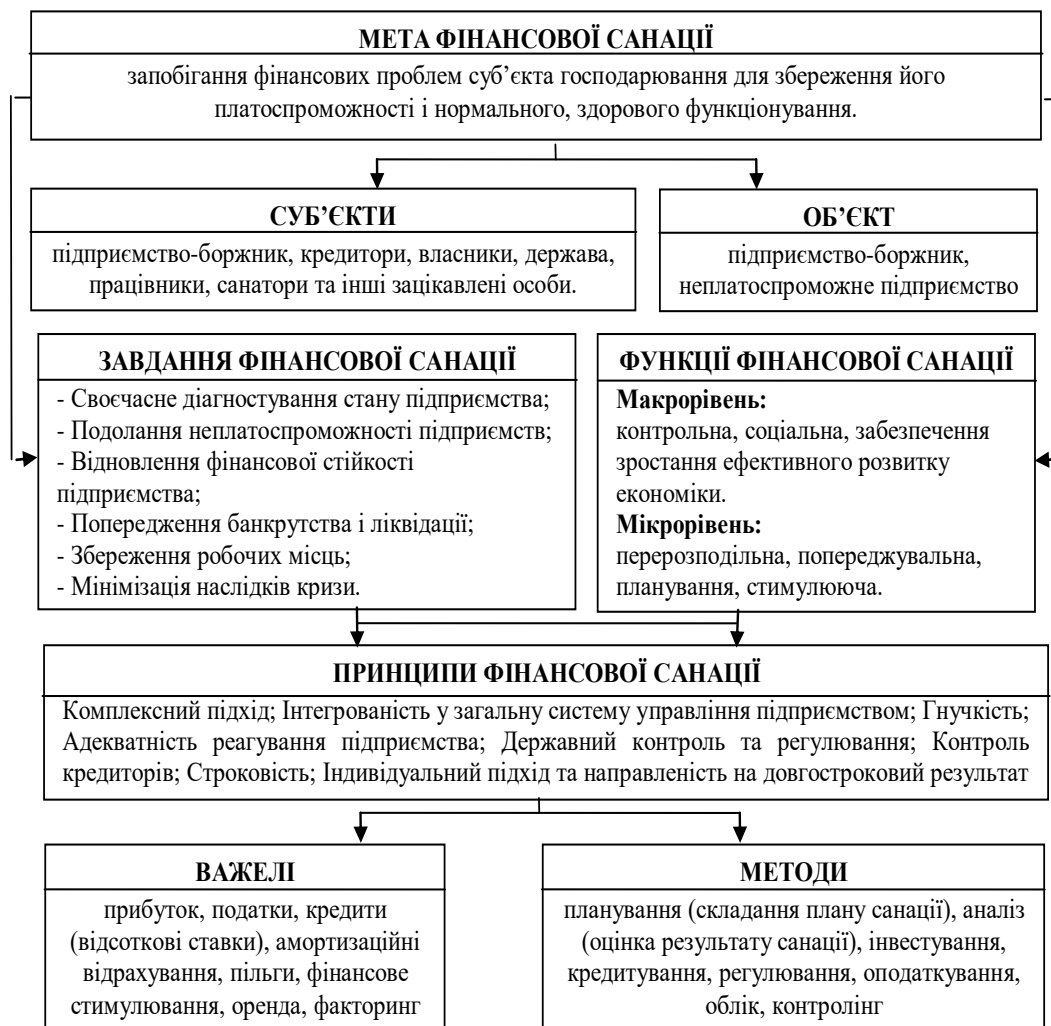 МЕТА ФІНАНСОВОЇ САНАЦІЇ
запобігання фінансових проблем суб’єкта господарювання для збереження його
платоспроможності і нормального, здорового функціонування.
СУБ’ЄКТИ
підприємство-боржник, кредитори, власники, держава,
працівники, санатори та інші зацікавлені особи.
ОБ’ЄКТ
підприємство-боржник,
неплатоспроможне підприємство
ЗАВДАННЯ ФІНАНСОВОЇ САНАЦІЇ
- Своєчасне діагностування стану підприємства;
- Подолання неплатоспроможності підприємств;
- Відновлення фінансової стійкості
підприємства;
- Попередження банкрутства і ліквідації;
- Збереження робочих місць;
- Мінімізація наслідків кризи.
ФУНКЦІЇ ФІНАНСОВОЇ САНАЦІЇ
Макрорівень:
контрольна, соціальна, забезпечення
зростання ефективного розвитку
економіки.
Мікрорівень:
перерозподільна, попереджувальна,
планування, стимулююча.
ПРИНЦИПИ ФІНАНСОВОЇ САНАЦІЇ
Комплексний підхід; Інтегрованість у загальну систему управління підприємством; Гнучкість;
Адекватність реагування підприємства; Державний контроль та регулювання; Контроль
кредиторів; Строковість; Індивідуальний підхід та направленість на довгостроковий результат
ВАЖЕЛІ
прибуток, податки, кредити
(відсоткові ставки), амортизаційні
відрахування, пільги, фінансове
стимулювання, оренда, факторинг
МЕТОДИ
планування (складання плану санації), аналіз
(оцінка результату санації), інвестування,
кредитування, регулювання, оподаткування,
облік, контролінг